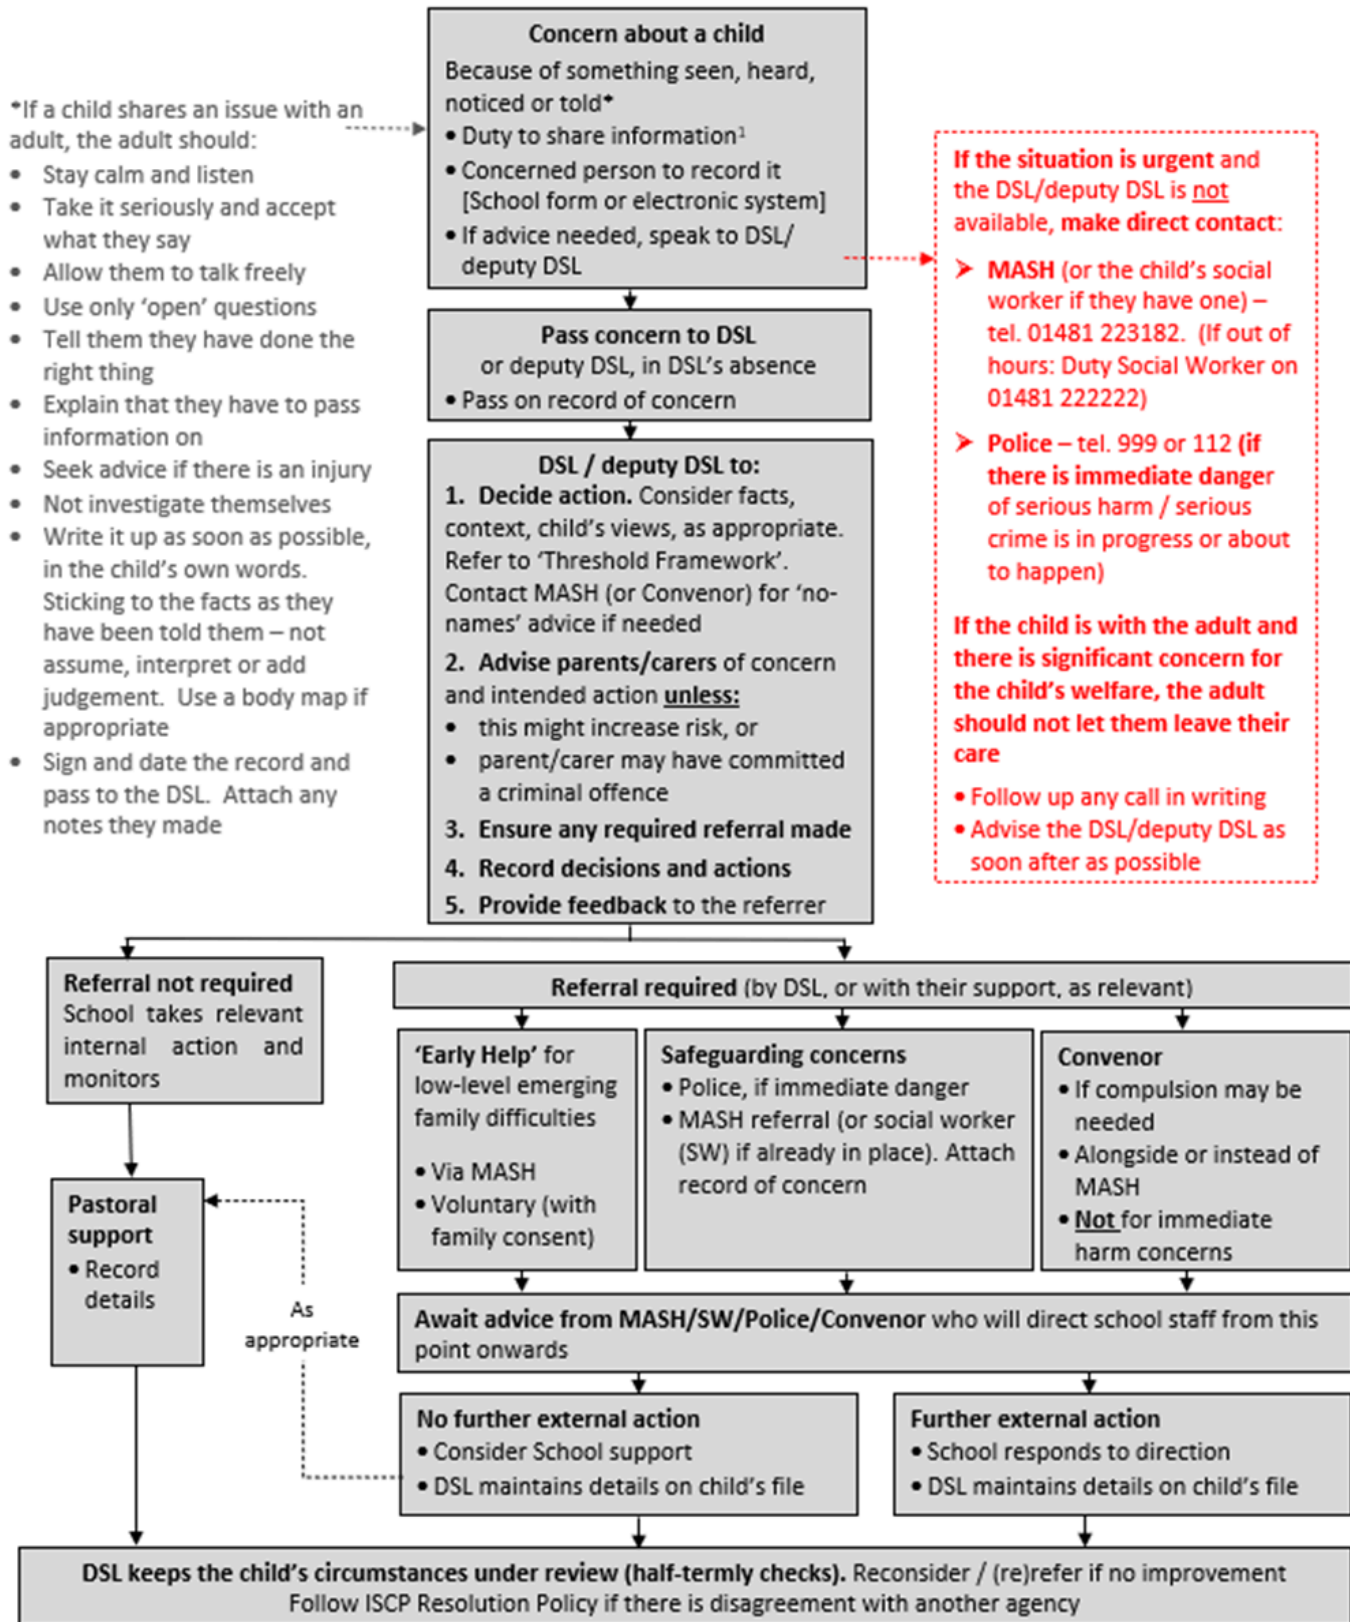 Concern about a child
Because of something seen, heard,
noticed or told*
• Duty to share information¹
• Concerned person to record it
[School form or electronic system]
• If advice needed, speak to DSL/
deputy DSL
*If a child shares an issue with an
adult, the adult should:
• Stay calm and listen
• Take it seriously and accept
what they say
• Allow them to talk freely
• Use only ‘open’ questions
• Tell them they have done the
right thing
• Explain that they have to pass
information on
• Seek advice if there is an injury
• Not investigate themselves
• Write it up as soon as possible,
in the child’s own words.
Sticking to the facts as they
have been told them – not
assume, interpret or add
judgement. Use a body map if
appropriate
• Sign and date the record and
pass to the DSL. Attach any
notes they made
If the situation is urgent and
the DSL/deputy DSL is not
available, make direct contact:
➤ MASH (or the child’s social
worker if they have one) –
tel. 01481 223182. (If out of
hours: Duty Social Worker on
01481 222222)
➤ Police – tel. 999 or 112 (if
there is immediate danger
of serious harm / serious
crime is in progress or about
to happen)
If the child is with the adult and
there is significant concern for
the child’s welfare, the adult
should not let them leave their
care
• Follow up any call in writing
• Advise the DSL/deputy DSL as
soon after as possible
Pass concern to DSL
or deputy DSL, in DSL’s absence
• Pass on record of concern
DSL / deputy DSL to:
1. Decide action. Consider facts,
context, child’s views, as appropriate.
Refer to ‘Threshold Framework’.
Contact MASH (or Convenor) for ‘no-
names’ advice if needed
2. Advise parents/carers of concern
and intended action unless:
• this might increase risk, or
• parent/carer may have committed
a criminal offence
3. Ensure any required referral made
4. Record decisions and actions
5. Provide feedback to the referrer
Referral not required
School takes relevant
internal action and
monitors
Referral required (by DSL, or with their support, as relevant)
‘Early Help’ for
low-level emerging
family difficulties
• Via MASH
• Voluntary (with
family consent)
Safeguarding concerns
• Police, if immediate danger
• MASH referral (or social worker
(SW) if already in place). Attach
record of concern
Convenor
• If compulsion may be
needed
• Alongside or instead of
MASH
• Not for immediate
harm concerns
Pastoral
support
• Record
details
As
appropriate
Await advice from MASH/SW/Police/Convenor who will direct school staff from this
point onwards
No further external action
• Consider School support
• DSL maintains details on child’s file
Further external action
• School responds to direction
• DSL maintains details on child’s file
DSL keeps the child’s circumstances under review (half-termly checks). Reconsider / (re)refer if no improvement
Follow ISCP Resolution Policy if there is disagreement with another agency